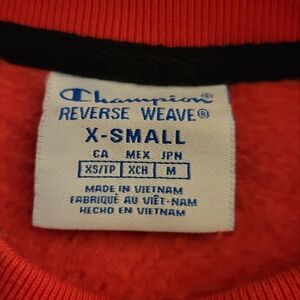 Champion
REVERSE WEAVE®
X-SMALL
CA MEX JPN
XS/TP XCH M
MADE IN VIETNAM
FABRIQUÉ AU VIÊT-NAM
HECHO EN VIETNAM